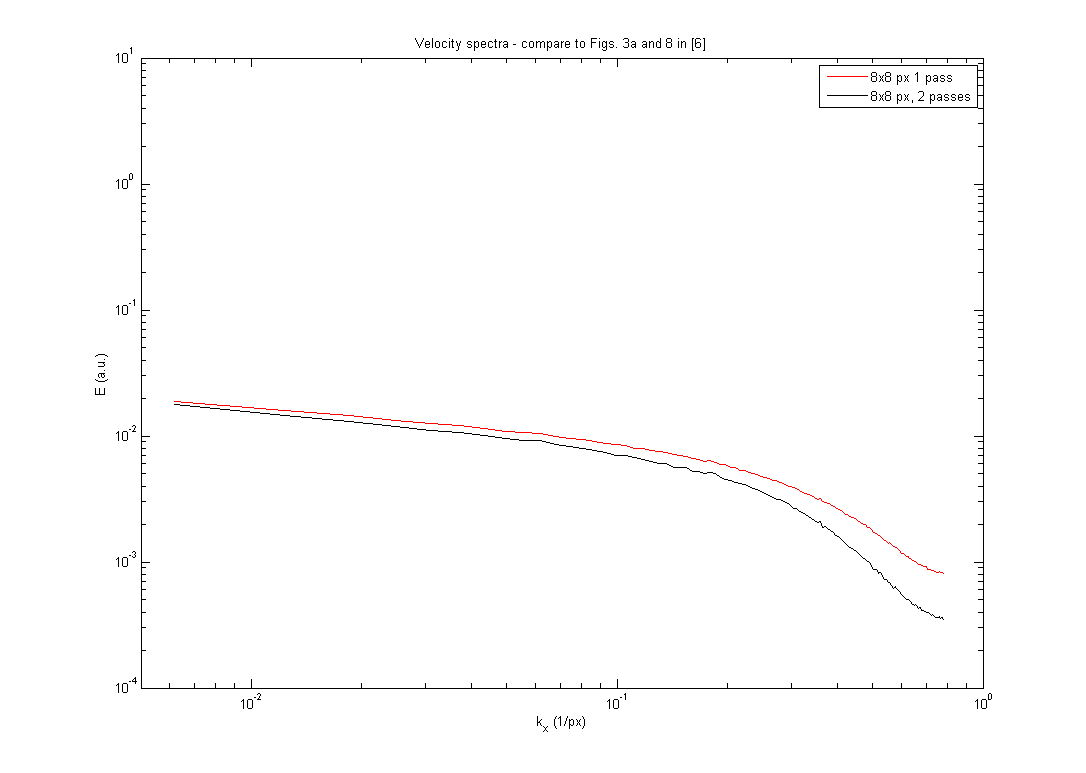 Velocity spectra - compare to Figs. 3a and 8 in [6]
8x8 px 1 pass
8x8 px, 2 passes
10^1
10^0
10^-1
10^-2
10^-3
10^-4
E (a.u.)
10^-2 10^-1 10^0
k_x (1/px)